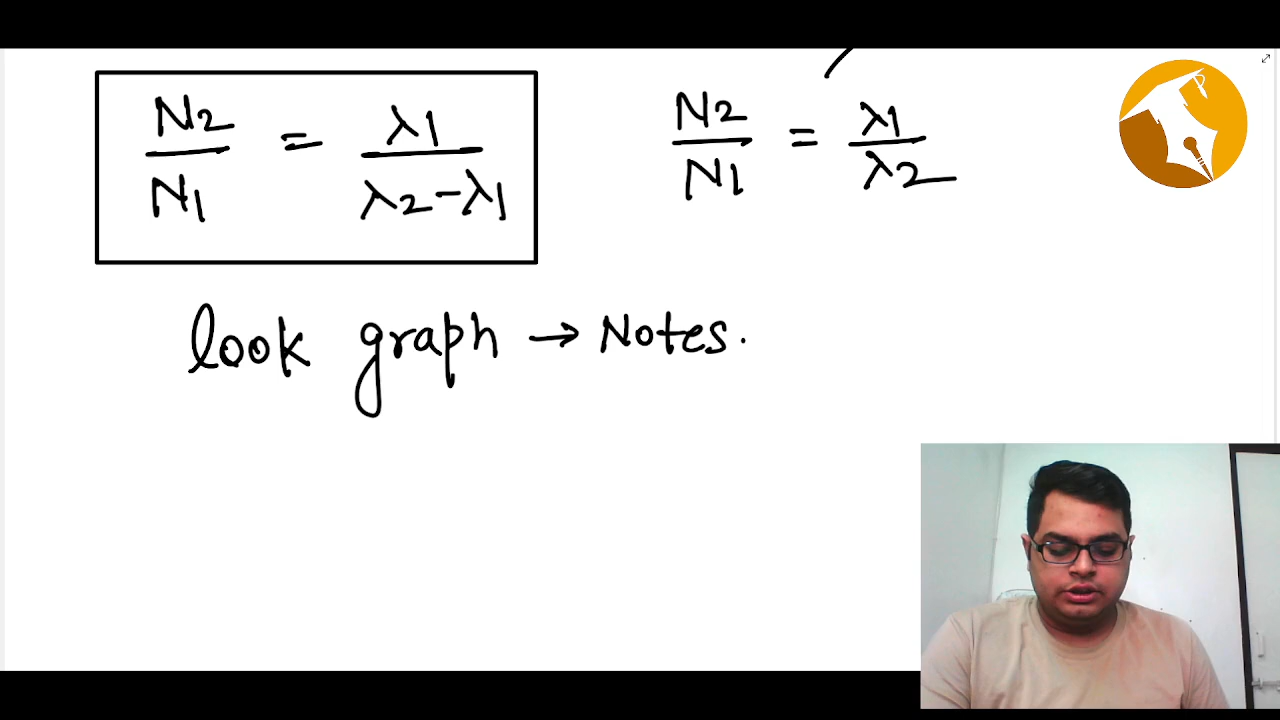 N2/N1 = λ1/(λ2-λ1)
N2/N1 = λ1/λ2
look graph → Notes.